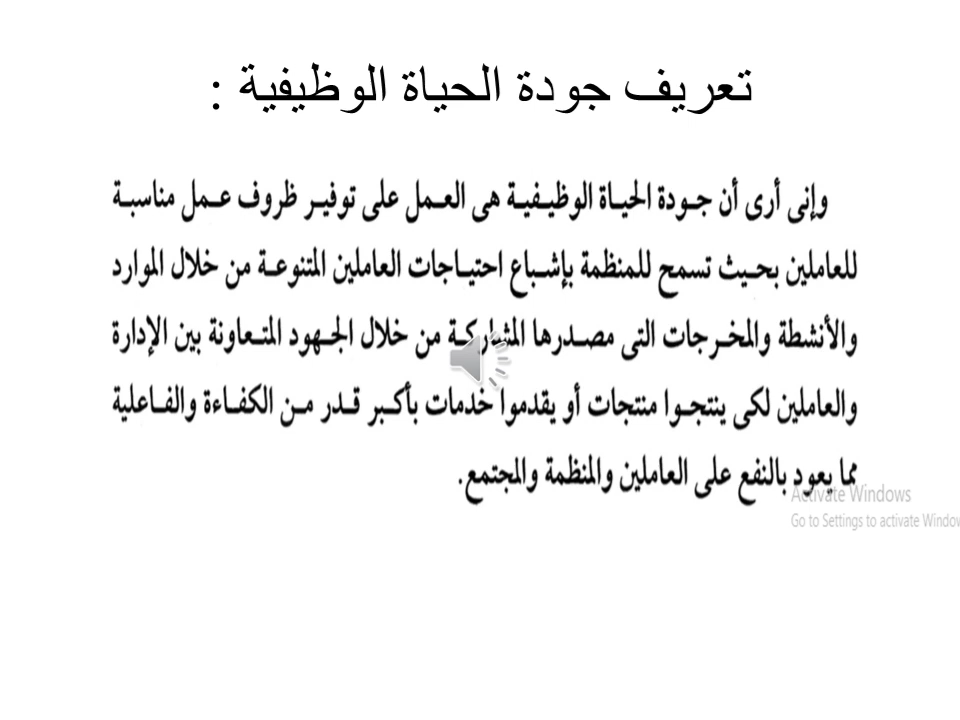 تعريف جودة الحياة الوظيفية :
وإنى أرى أن جودة الحياة الوظيفية هى العمل على توفير ظروف عمل مناسبة
للعاملين بحيث تسمح للمنظمة بإشباع احتياجات العاملين المتنوعة من خلال الموارد
والأنشطة والمخرجات التى مصدرها المشاركة من خلال الجهود المتعاونة بين الإدارة
والعاملين لكى ينتجوا منتجات أو يقدموا خدمات بأكبر قدر من الكفاءة والفاعلية
مما يعود بالنفع على العاملين والمنظمة والمجتمع.
Activate Windows
Go to Settings to activate Window